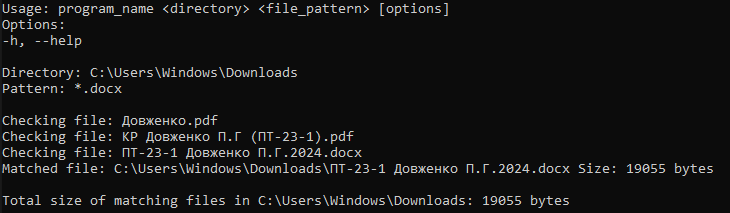 Usage: program_name <directory> <file_pattern> [options]
Options:
-h, --help
Directory: C:\Users\Windows\Downloads
Pattern: *.docx
Checking file: Довженко.pdf
Checking file: КР Довженко П.Г (ПТ-23-1).pdf
Checking file: ПТ-23-1 Довженко П.Г.2024.docx
Matched file: C:\Users\Windows\Downloads\ПТ-23-1 Довженко П.Г.2024.docx Size: 19055 bytes
Total size of matching files in C:\Users\Windows\Downloads: 19055 bytes